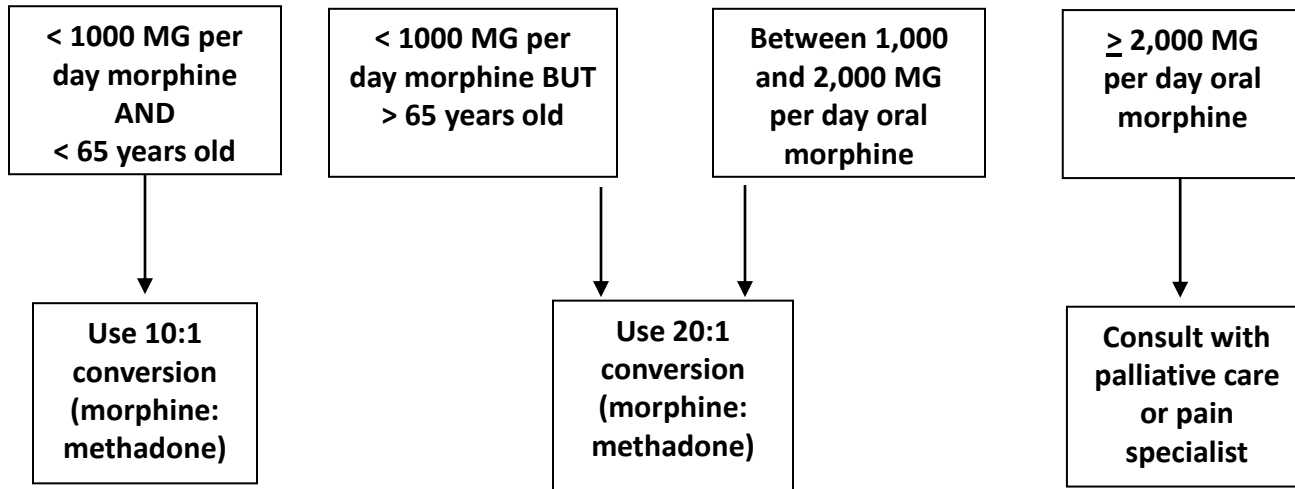 < 1000 MG per
day morphine
AND
< 65 years old
< 1000 MG per
day morphine BUT
> 65 years old
Between 1,000
and 2,000 MG
per day oral
morphine
≥ 2,000 MG
per day oral
morphine
Use 10:1
conversion
(morphine:
methadone)
Use 20:1
conversion
(morphine:
methadone)
Consult with
palliative care
or pain
specialist